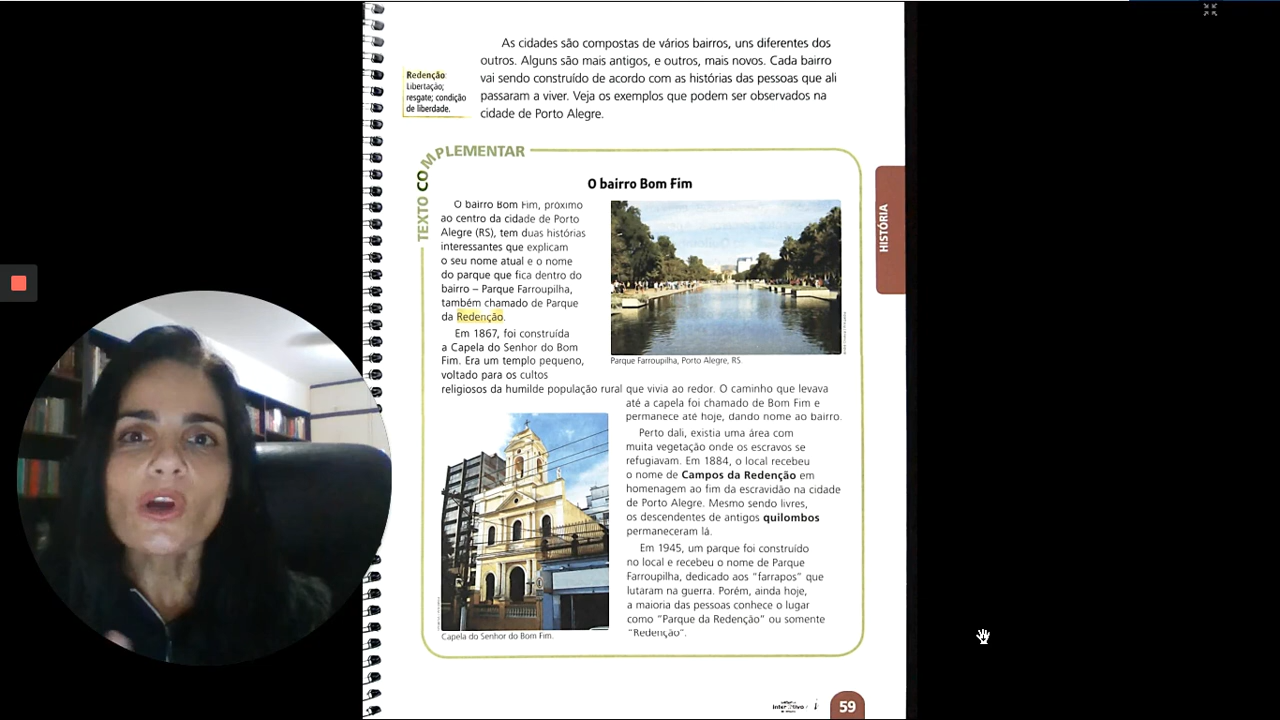 As cidades são compostas de vários bairros, uns diferentes dos
outros. Alguns são mais antigos, e outros, mais novos. Cada bairro
vai sendo construído de acordo com as histórias das pessoas que ali
passaram a viver. Veja os exemplos que podem ser observados na
cidade de Porto Alegre.
Redenção:
Libertação;
resgate; condição
de liberdade.
TEXTO COMPLEMENTAR
O bairro Bom Fim
O bairro Bom Fim, próximo
ao centro da cidade de Porto
Alegre (RS), tem duas histórias
interessantes que explicam
o seu nome atual e o nome
do parque que fica dentro do
bairro – Parque Farroupilha,
também chamado de Parque
da Redenção.
Em 1867, foi construída
a Capela do Senhor do Bom
Fim. Era um templo pequeno,
voltado para os cultos
religiosos da humilde população rural que vivia ao redor. O caminho que levava
até a capela foi chamado de Bom Fim e
permanece até hoje, dando nome ao bairro.
Parque Farroupilha, Porto Alegre, RS.
Perto dali, existia uma área com
muita vegetação onde os escravos se
refugiavam. Em 1884, o local recebeu
o nome de Campos da Redenção em
homenagem ao fim da escravidão na cidade
de Porto Alegre. Mesmo sendo livres,
os descendentes de antigos quilombos
permaneceram lá.
Em 1945, um parque foi construído
no local e recebeu o nome de Parque
Farroupilha, dedicado aos "farrapos" que
lutaram na guerra. Porém, ainda hoje,
a maioria das pessoas conhece o lugar
como "Parque da Redenção" ou somente
"Redenção".
Capela do Senhor do Bom Fim.
HISTÓRIA
59